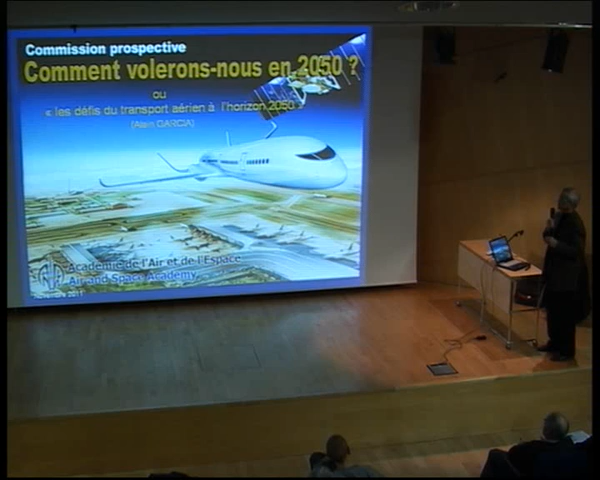 Commission prospective
Comment volerons-nous en 2050 ?
ou
« les défis du transport aérien à l'horizon 2050 »
(Alain GARCIA)
Académie de l'Air et de l'Espace
Air and Space Academy
2011